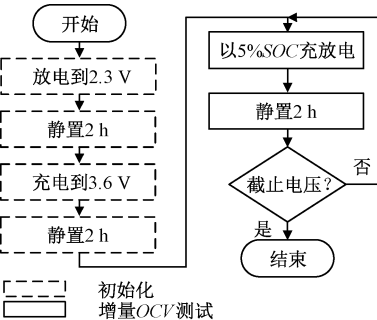 开始
放电到2.3 V
静置2 h
充电到3.6 V
静置2 h
以5%SOC充放电
静置2 h
截止电压?
否
是
结束
初始化
增量OCV测试